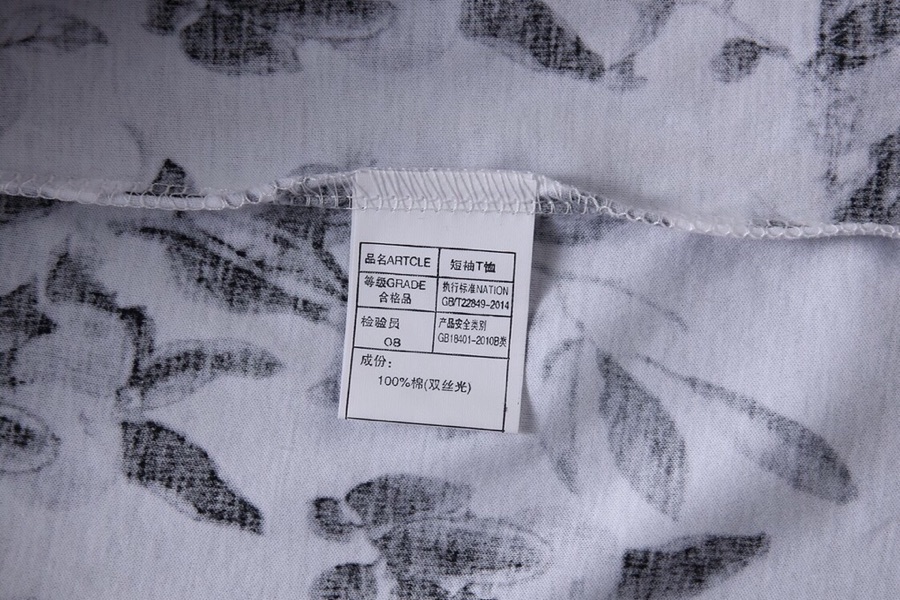 品名ARTCLE
短袖T恤
等级GRADE
合格品
执行标准NATION
GB/T22849-2014
检验员
08
产品安全类别
GB18401-2010B类
成份：
100%棉(双丝光)